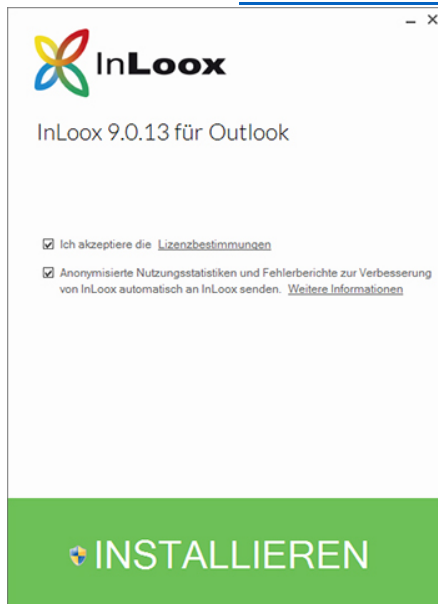 InLoox
InLoox 9.0.13 für Outlook
Ich akzeptiere die Lizenzbestimmungen
Anonymisierte Nutzungsstatistiken und Fehlerberichte zur Verbesserung
von InLoox automatisch an InLoox senden. Weitere Informationen
INSTALLIEREN